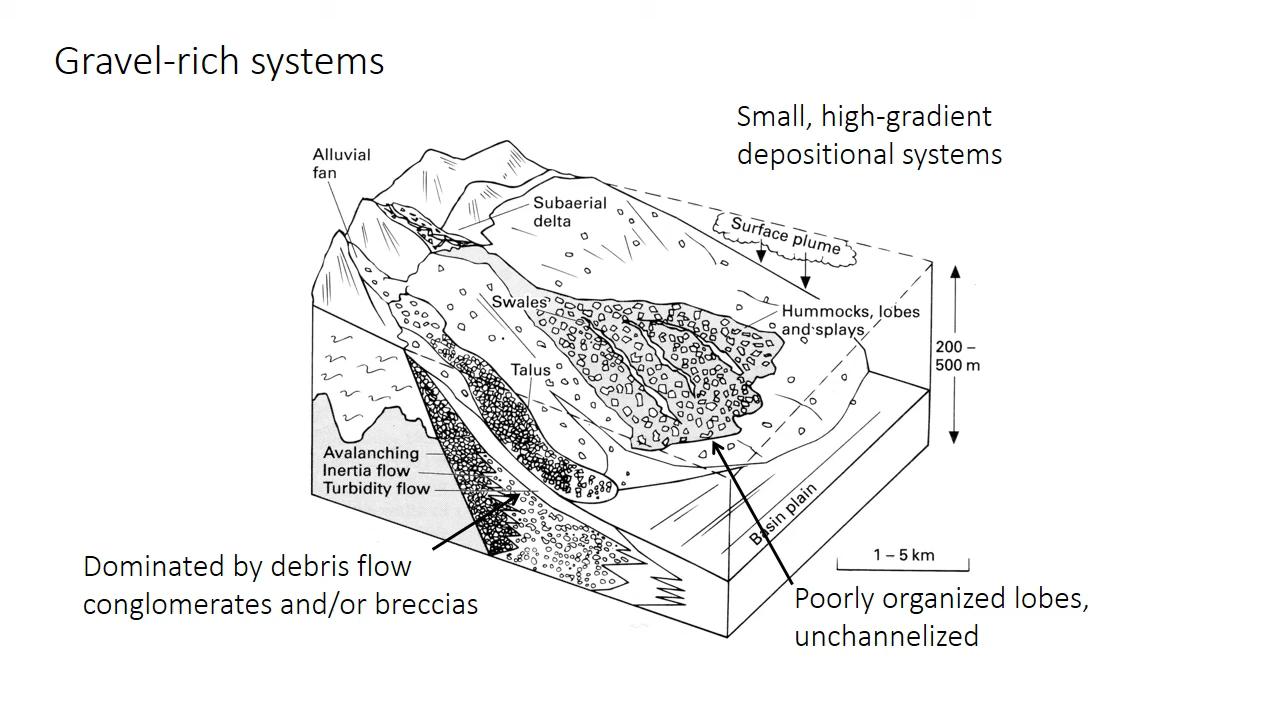 Gravel-rich systems
Small, high-gradient
depositional systems
Alluvial
fan
Subaerial
delta
Surface plume
Swales
Hummocks, lobes
and splays
200 –
500 m
Talus
Avalanching
Inertia flow
Turbidity flow
Basin plain
1 – 5 km
Dominated by debris flow
conglomerates and/or breccias
Poorly organized lobes,
unchannelized